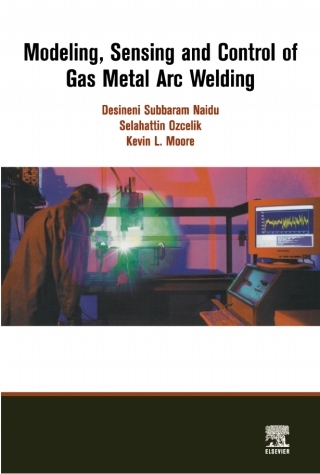 Modeling, Sensing and Control of
Gas Metal Arc Welding
Desineni Subbaram Naidu
Selahattin Ozcelik
Kevin L. Moore
ELSEVIER